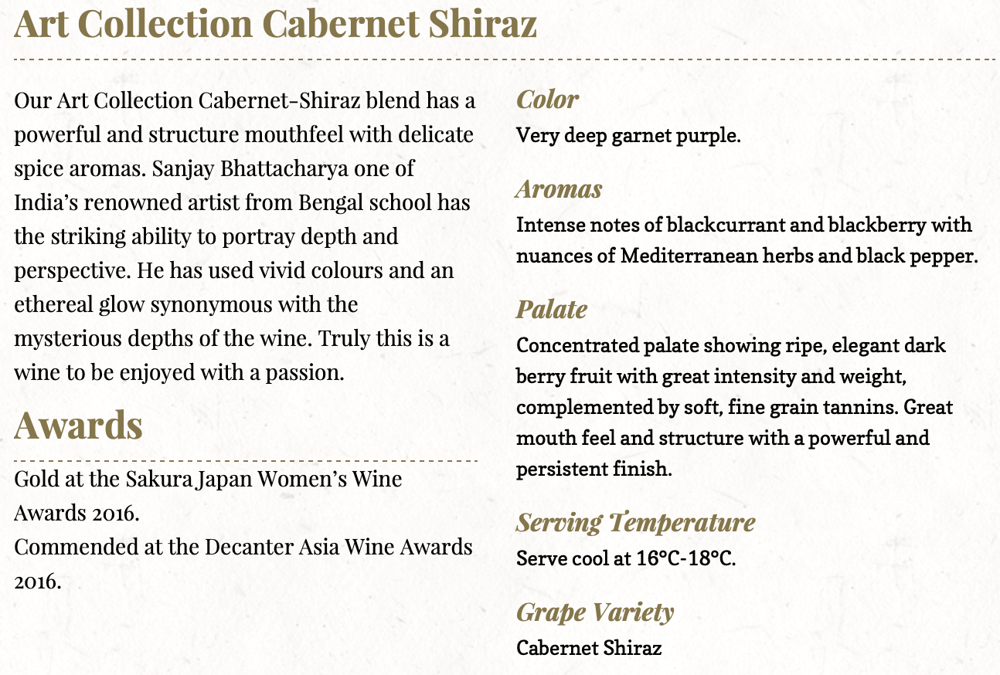 Art Collection Cabernet Shiraz
Our Art Collection Cabernet-Shiraz blend has a
powerful and structure mouthfeel with delicate
spice aromas. Sanjay Bhattacharya one of
India’s renowned artist from Bengal school has
the striking ability to portray depth and
perspective. He has used vivid colours and an
ethereal glow synonymous with the
mysterious depths of the wine. Truly this is a
wine to be enjoyed with a passion.
Awards
Gold at the Sakura Japan Women’s Wine
Awards 2016.
Commended at the Decanter Asia Wine Awards
2016.
Color
Very deep garnet purple.
Aromas
Intense notes of blackcurrant and blackberry with
nuances of Mediterranean herbs and black pepper.
Palate
Concentrated palate showing ripe, elegant dark
berry fruit with great intensity and weight,
complemented by soft, fine grain tannins. Great
mouth feel and structure with a powerful and
persistent finish.
Serving Temperature
Serve cool at 16°C-18°C.
Grape Variety
Cabernet Shiraz